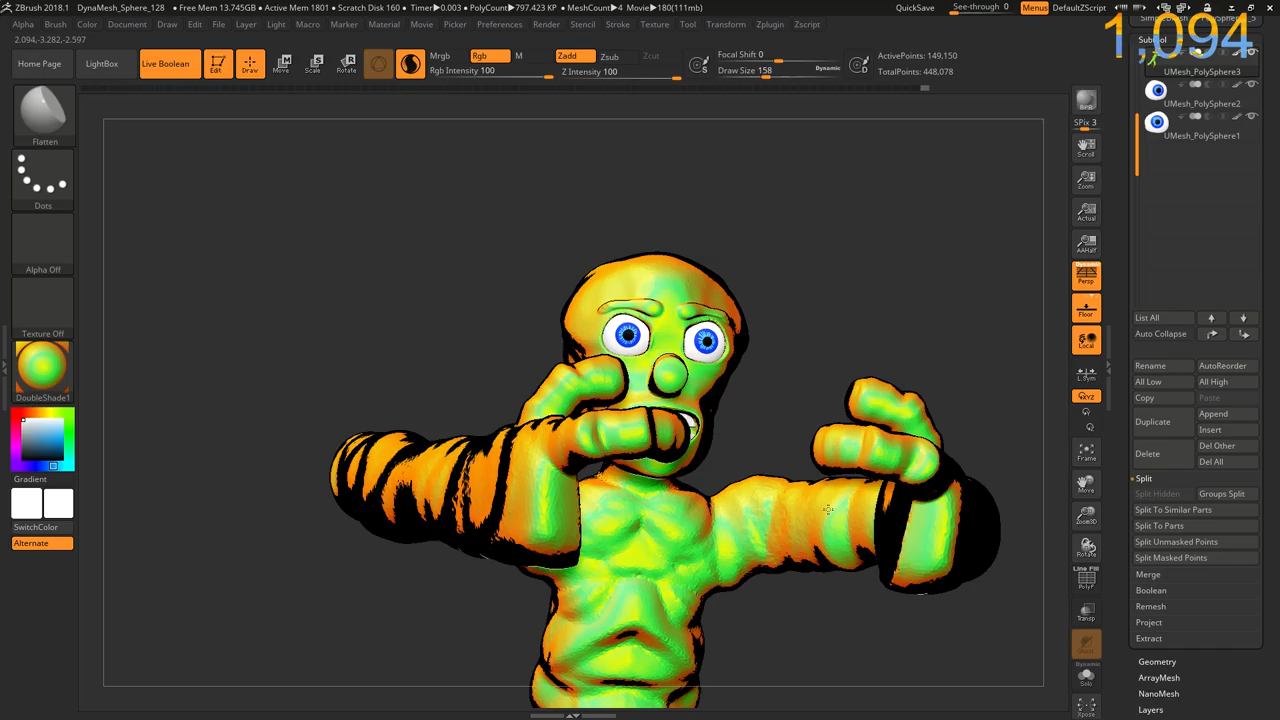 ZBrush 2018.1 DynaMesh_Sphere_128 • Free Mem 13.745GB • Active Mem 1801 • Scratch Disk 160 • Timer▶0.003 • PolyCount▶797.423 KP • MeshCount▶4 Movie▶180(111mb) QuickSave See-through 0 Menus DefaultZScript
1,094
Alpha Brush Color Document Draw Edit File Layer Light Macro Marker Material Movie Picker Preferences Render Stencil Stroke Texture Tool Transform Zplugin Zscript
2.094,-3.282,-2.597
Home Page LightBox Live Boolean Edit Draw Move Scale Rotate
Mrgb Rgb M Zadd Zsub Zcut
Rgb Intensity 100 Z Intensity 100
Focal Shift 0
Draw Size 158 Dynamic
ActivePoints: 149,150
TotalPoints: 448,078
Flatten
Dots
Alpha Off
Texture Off
DoubleShade1
Gradient
SwitchColor
Alternate
BPR
SPix 3
Scroll
Zoom
Actual
AAHalf
Dynamic
Persp
Floor
Local
L.Sym
XYZ
Frame
Move
Zoom3D
Rotate
Line Fill
PolyF
Transp
Dynamic
Solo
Xpose
UMesh_PolySphere3
UMesh_PolySphere2
UMesh_PolySphere1
List All
Auto Collapse
Rename AutoReorder
All Low All High
Copy Paste
Duplicate Append
Insert
Delete Del Other
Del All
Split
Split Hidden Groups Split
Split To Similar Parts
Split To Parts
Split Unmasked Points
Split Masked Points
Merge
Boolean
Remesh
Project
Extract
Geometry
ArrayMesh
NanoMesh
Layers